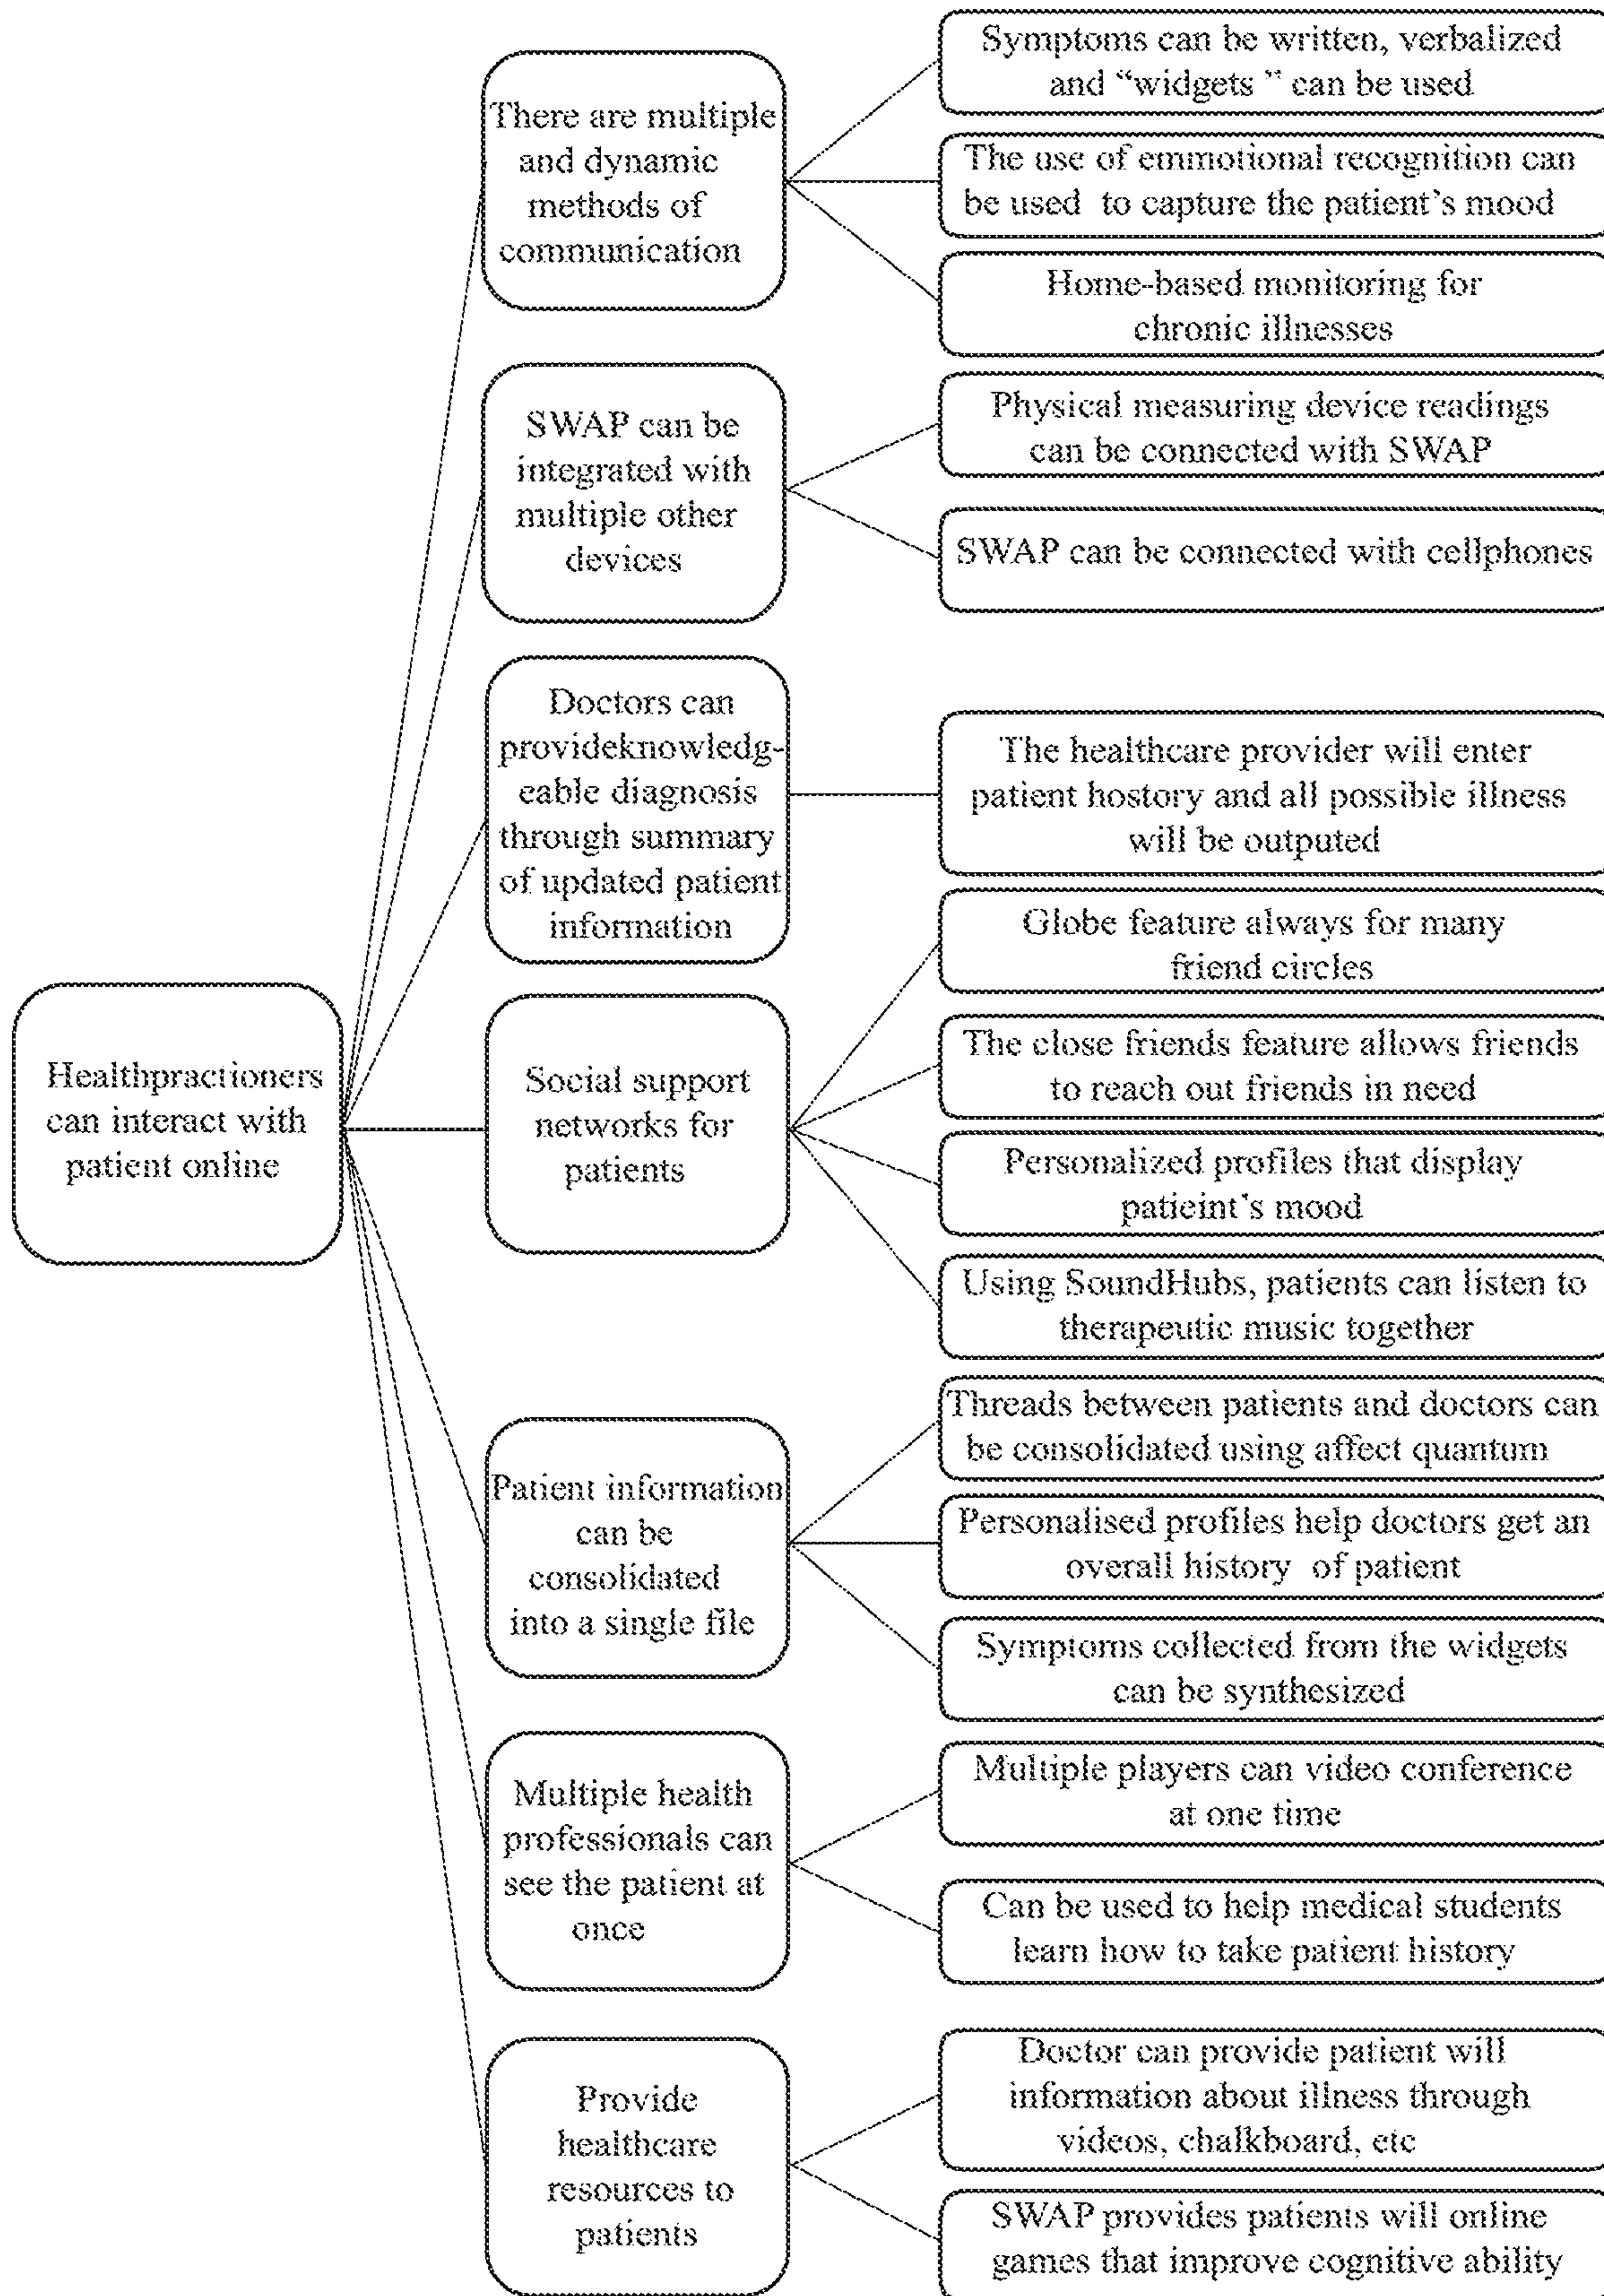 There are multiple
and dynamic
methods of
communication
Symptoms can be written, verbalized
and “widgets ” can be used
The use of emmotional recognition can
be used to capture the patient’s mood
Home-based monitoring for
chronic illnesses
SWAP can be
integrated with
multiple other
devices
Physical measuring device readings
can be connected with SWAP
SWAP can be connected with cellphones
Doctors can
provideknowledg-
eable diagnosis
through summary
of updated patient
information
The healthcare provider will enter
patient hostory and all possible illness
will be outputed
Healthpractioners
can interact with
patient online
Social support
networks for
patients
Globe feature always for many
friend circles
The close friends feature allows friends
to reach out friends in need
Personalized profiles that display
patieint’s mood
Using SoundHubs, patients can listen to
therapeutic music together
Patient information
can be
consolidated
into a single file
Threads between patients and doctors can
be consolidated using affect quantum
Personalised profiles help doctors get an
overall history of patient
Symptoms collected from the widgets
can be synthesized
Multiple health
professionals can
see the patient at
once
Multiple players can video conference
at one time
Can be used to help medical students
learn how to take patient history
Provide
healthcare
resources to
patients
Doctor can provide patient will
information about illness through
videos, chalkboard, etc
SWAP provides patients will online
games that improve cognitive ability